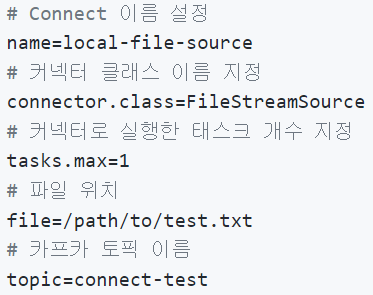 # Connect 이름 설정
name=local-file-source
# 커넥터 클래스 이름 지정
connector.class=FileStreamSource
# 커넥터로 실행한 태스크 개수 지정
tasks.max=1
# 파일 위치
file=/path/to/test.txt
# 카프카 토픽 이름
topic=connect-test